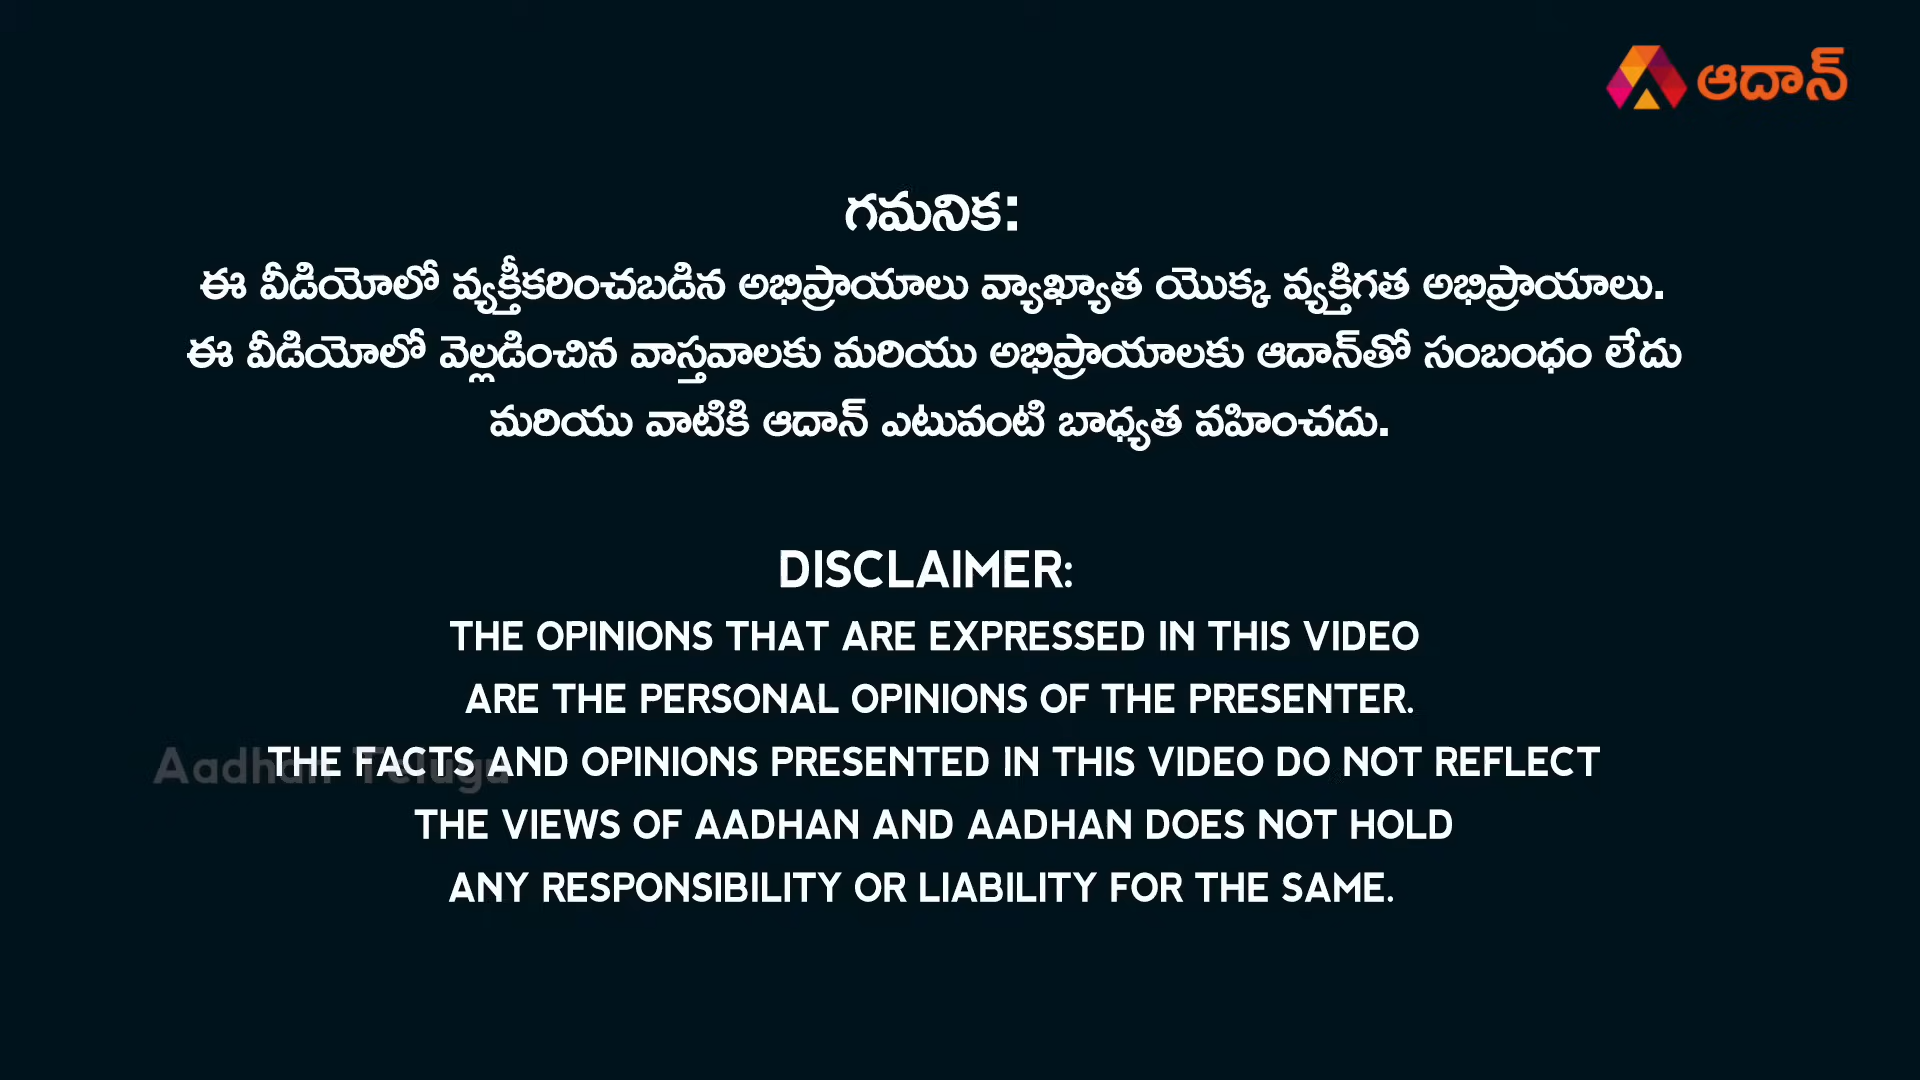 ఆదాన్
గమనిక:
ఈ వీడియోలో వ్యక్తీకరించబడిన అభిప్రాయాలు వ్యాఖ్యాత యొక్క వ్యక్తిగత అభిప్రాయాలు.
ఈ వీడియోలో వెల్లడించిన వాస్తవాలకు మరియు అభిప్రాయాలకు ఆదాన్‌తో సంబంధం లేదు
మరియు వాటికి ఆదాన్ ఎటువంటి బాధ్యత వహించదు.
DISCLAIMER:
THE OPINIONS THAT ARE EXPRESSED IN THIS VIDEO
ARE THE PERSONAL OPINIONS OF THE PRESENTER.
THE FACTS AND OPINIONS PRESENTED IN THIS VIDEO DO NOT REFLECT
Aadhan Telugu
THE VIEWS OF AADHAN AND AADHAN DOES NOT HOLD
ANY RESPONSIBILITY OR LIABILITY FOR THE SAME.